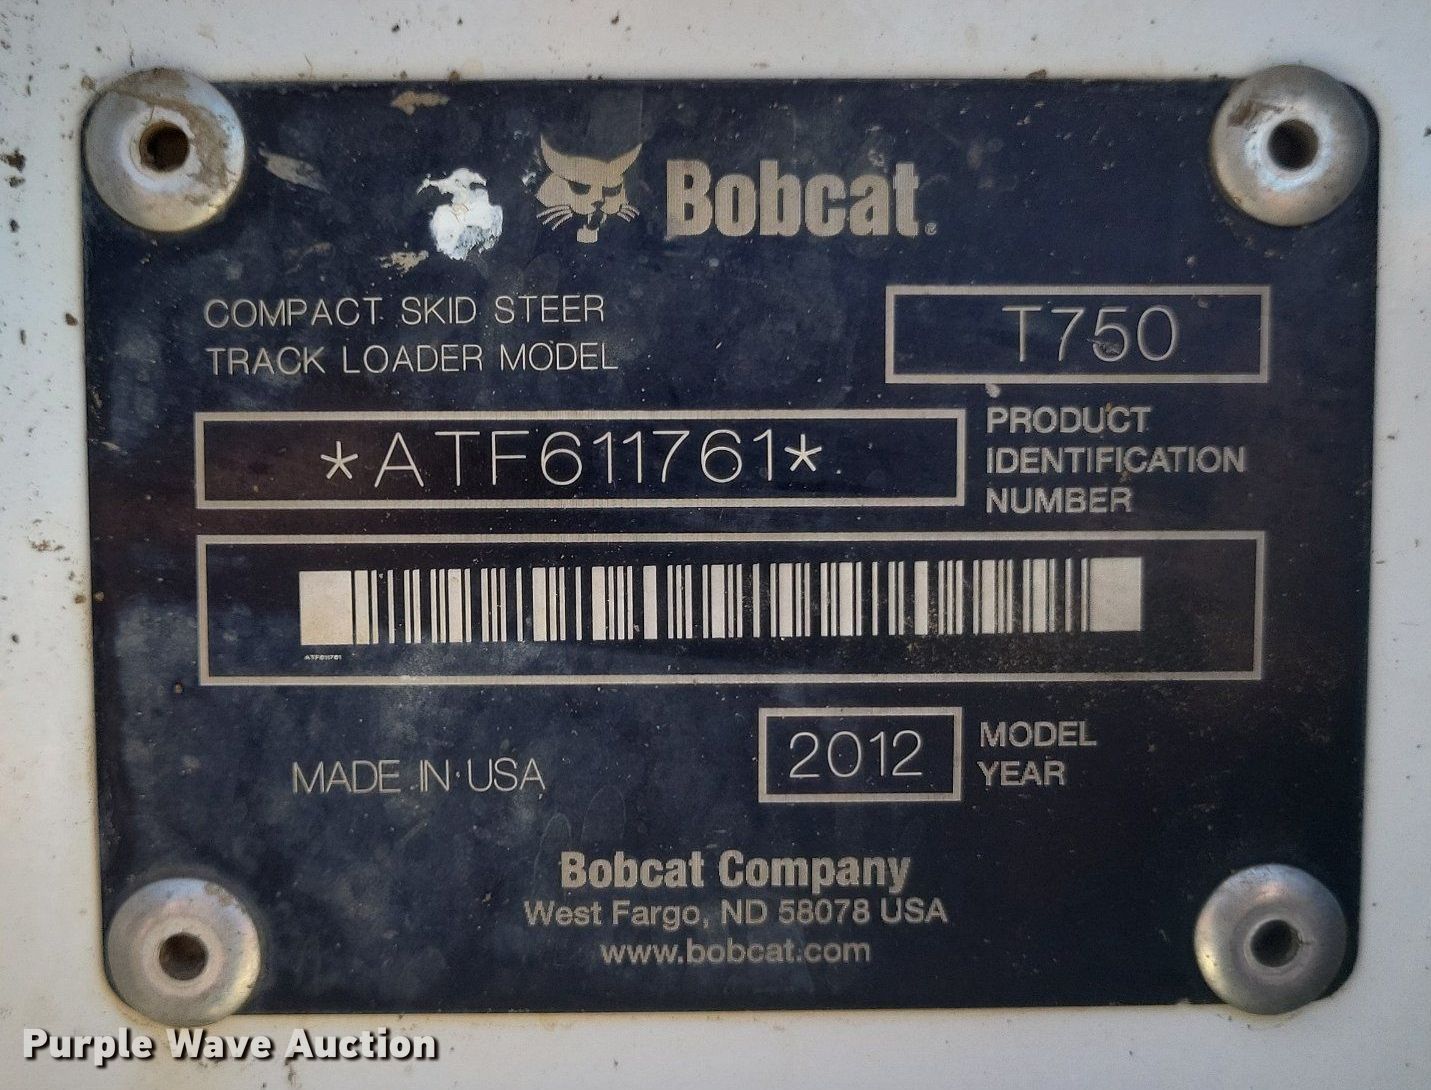 Bobcat®
COMPACT SKID STEER
TRACK LOADER MODEL
T750
*ATF611761*
PRODUCT
IDENTIFICATION
NUMBER
ATF611761
MADE IN USA
2012
MODEL
YEAR
Bobcat Company
West Fargo, ND 58078 USA
www.bobcat.com
Purple Wave Auction